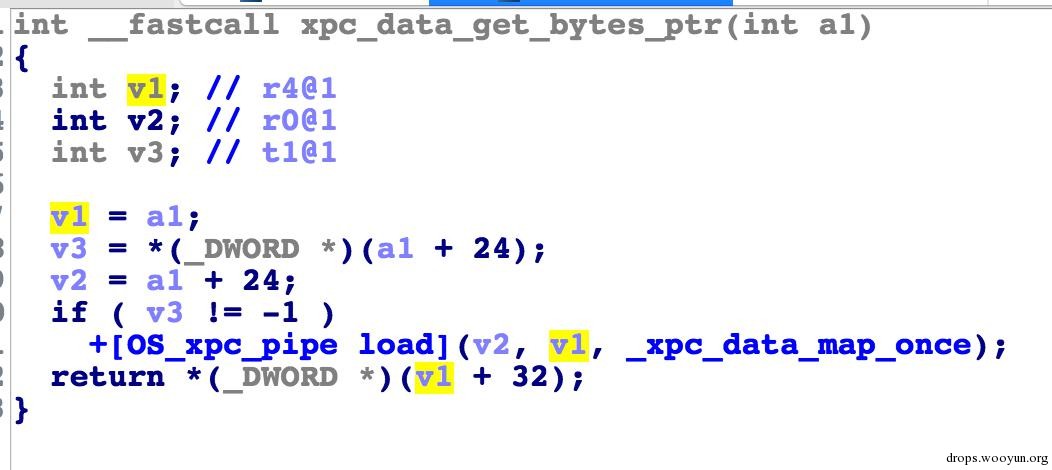 int __fastcall xpc_data_get_bytes_ptr(int a1)
{
int v1; // r4@1
int v2; // r0@1
int v3; // t1@1
v1 = a1;
v3 = *(_DWORD *)(a1 + 24);
v2 = a1 + 24;
if ( v3 != -1 )
+[OS_xpc_pipe load](v2, v1, _xpc_data_map_once);
return *(_DWORD *)(v1 + 32);
}
drops.wooyun.org